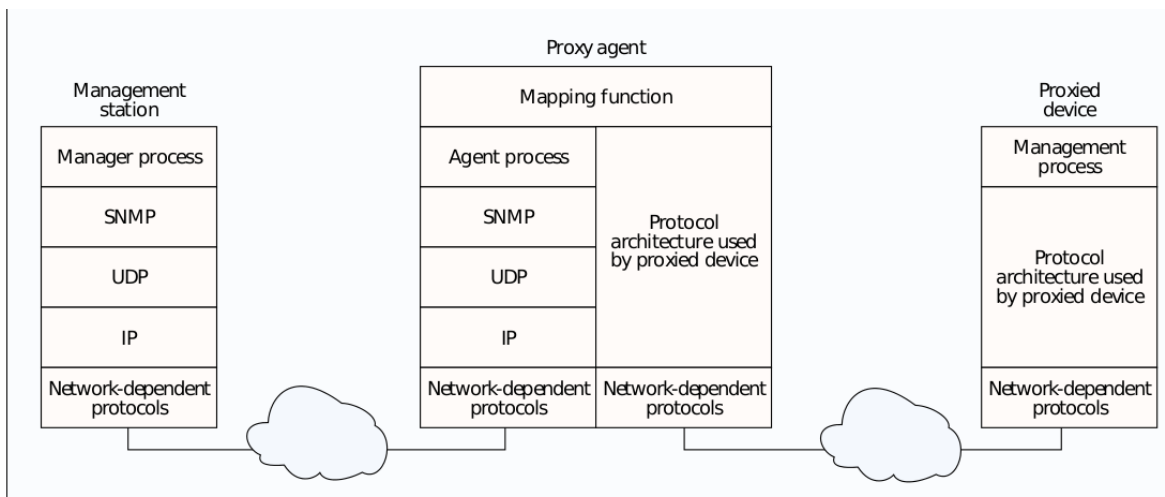 Proxy agent
Management
station
Mapping function
Proxied
device
Manager process
Agent process
Management
process
SNMP
SNMP
Protocol
architecture used
by proxied device
UDP
UDP
Protocol
architecture used
by proxied device
IP
IP
Network-dependent
protocols
Network-dependent
protocols
Network-dependent
protocols
Network-dependent
protocols